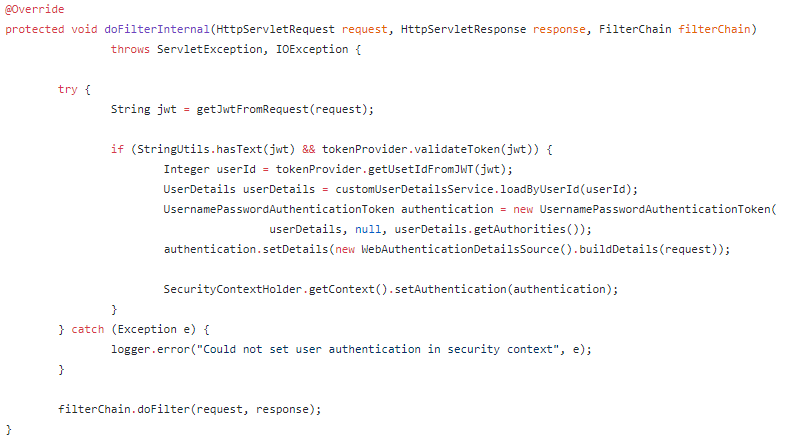 @Override
protected void doFilterInternal(HttpServletRequest request, HttpServletResponse response, FilterChain filterChain)
throws ServletException, IOException {
try {
String jwt = getJwtFromRequest(request);
if (StringUtils.hasText(jwt) && tokenProvider.validateToken(jwt)) {
Integer userId = tokenProvider.getUsetIdFromJWT(jwt);
UserDetails userDetails = customUserDetailsService.loadByUserId(userId);
UsernamePasswordAuthenticationToken authentication = new UsernamePasswordAuthenticationToken(
userDetails, null, userDetails.getAuthorities());
authentication.setDetails(new WebAuthenticationDetailsSource().buildDetails(request));
SecurityContextHolder.getContext().setAuthentication(authentication);
}
} catch (Exception e) {
logger.error("Could not set user authentication in security context", e);
}
filterChain.doFilter(request, response);
}